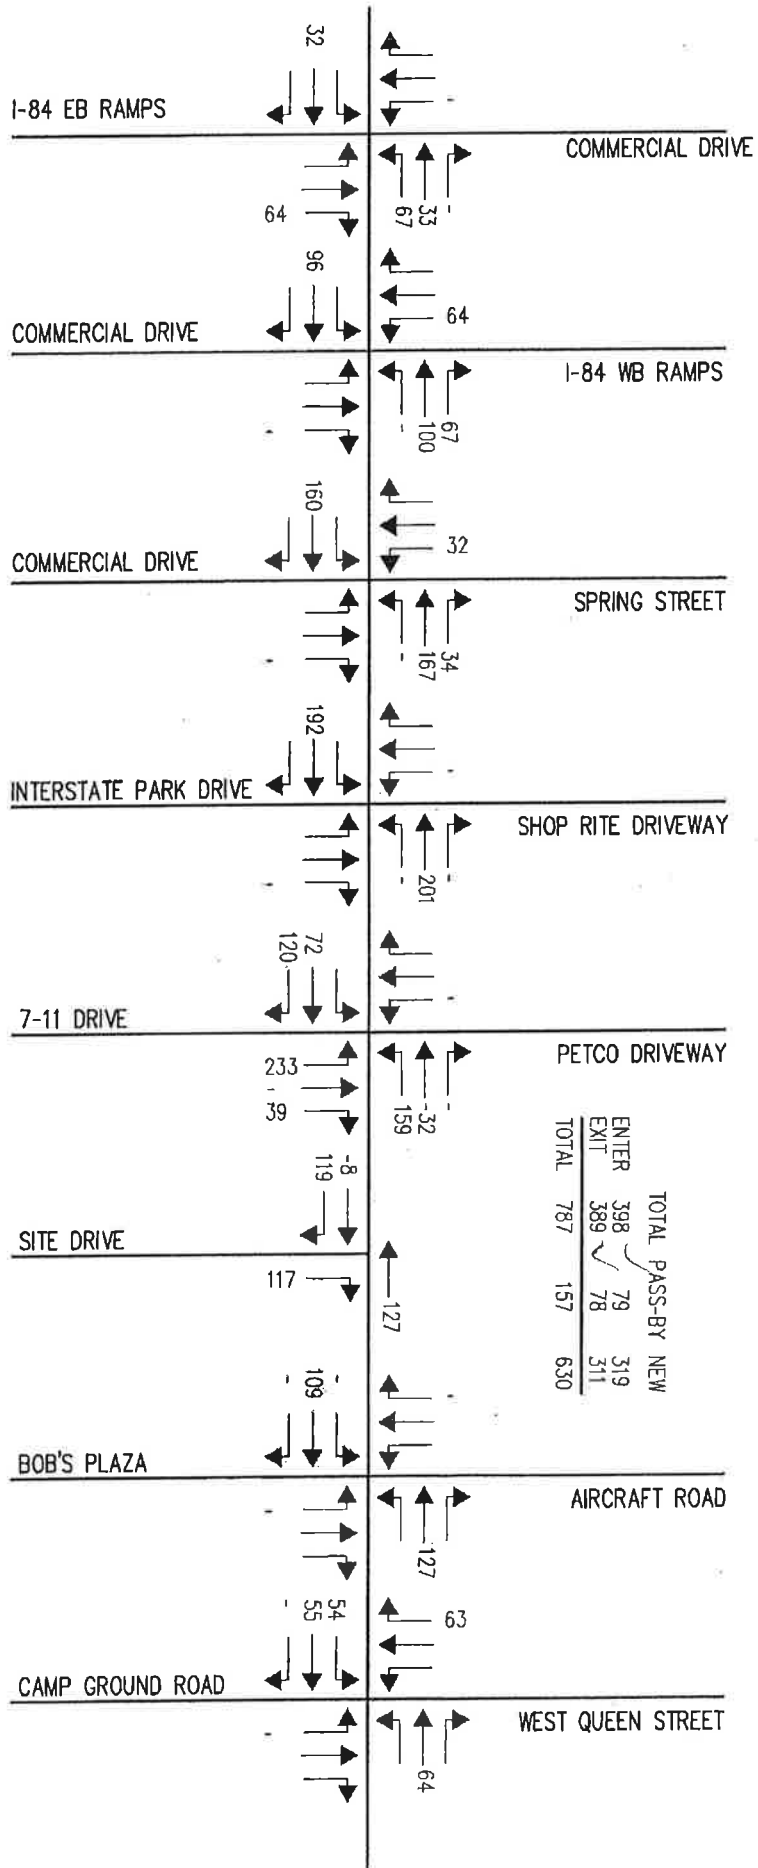 32
I-84 EB RAMPS
COMMERCIAL DRIVE
64
67
33
-
96
64
COMMERCIAL DRIVE
I-84 WB RAMPS
-
-
100
67
160
32
COMMERCIAL DRIVE
SPRING STREET
-
-
167
34
192
-
INTERSTATE PARK DRIVE
SHOP RITE DRIVEWAY
-
-
201
-
120
72
-
7-11 DRIVE
PETCO DRIVEWAY
233
-
39
159
-32
-
TOTAL PASS-BY NEW
ENTER 398 79 319
EXIT 389 78 311
TOTAL 787 157 630
119
-8
SITE DRIVE
117
127
-
109
-
-
BOB'S PLAZA
AIRCRAFT ROAD
-
127
-
55
54
63
CAMP GROUND ROAD
WEST QUEEN STREET
-
64